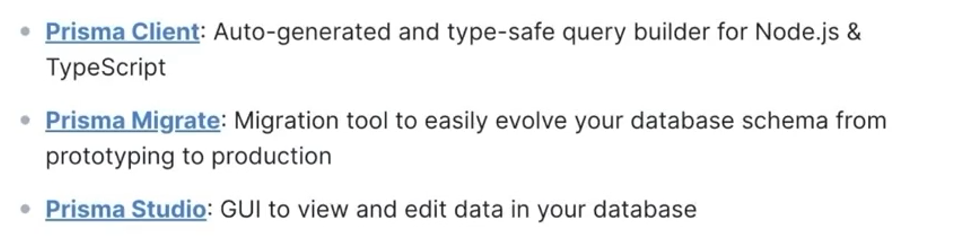 Prisma Client: Auto-generated and type-safe query builder for Node.js &
TypeScript
Prisma Migrate: Migration tool to easily evolve your database schema from
prototyping to production
Prisma Studio: GUI to view and edit data in your database